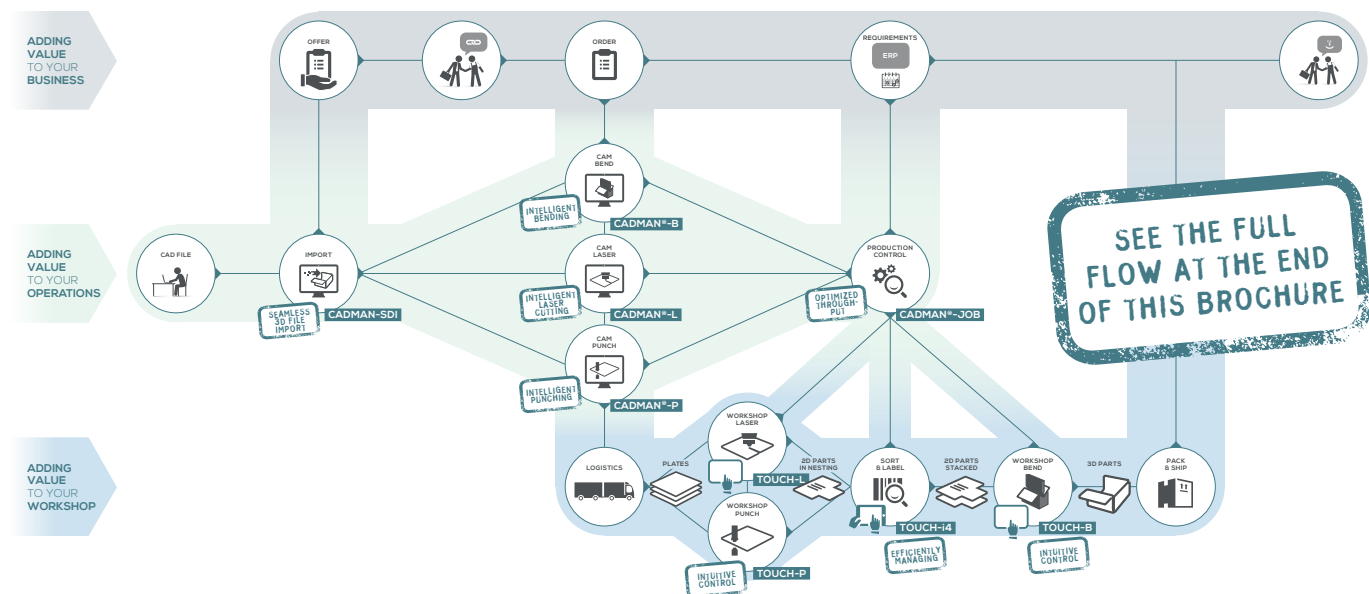 ADDING
VALUE
TO YOUR
BUSINESS
OFFER
ORDER
REQUIREMENTS
ERP
CAM
BEND
INTELLIGENT
BENDING
CADMAN®-B
ADDING
VALUE
TO YOUR
OPERATIONS
CAD FILE
IMPORT
SEAMLESS
3D FILE
IMPORT
CADMAN-SDI
CAM
LASER
INTELLIGENT
LASER
CUTTING
CADMAN®-L
PRODUCTION
CONTROL
OPTIMIZED
THROUGH-
PUT
CADMAN®-JOB
SEE THE FULL
FLOW AT THE END
OF THIS BROCHURE
CAM
PUNCH
INTELLIGENT
PUNCHING
CADMAN®-P
ADDING
VALUE
TO YOUR
WORKSHOP
LOGISTICS
PLATES
WORKSHOP
LASER
TOUCH-L
2D PARTS
IN NESTING
WORKSHOP
PUNCH
INTUITIVE
CONTROL
TOUCH-P
SORT
& LABEL
TOUCH-i4
EFFICIENTLY
MANAGING
2D PARTS
STACKED
WORKSHOP
BEND
TOUCH-B
INTUITIVE
CONTROL
3D PARTS
PACK
& SHIP